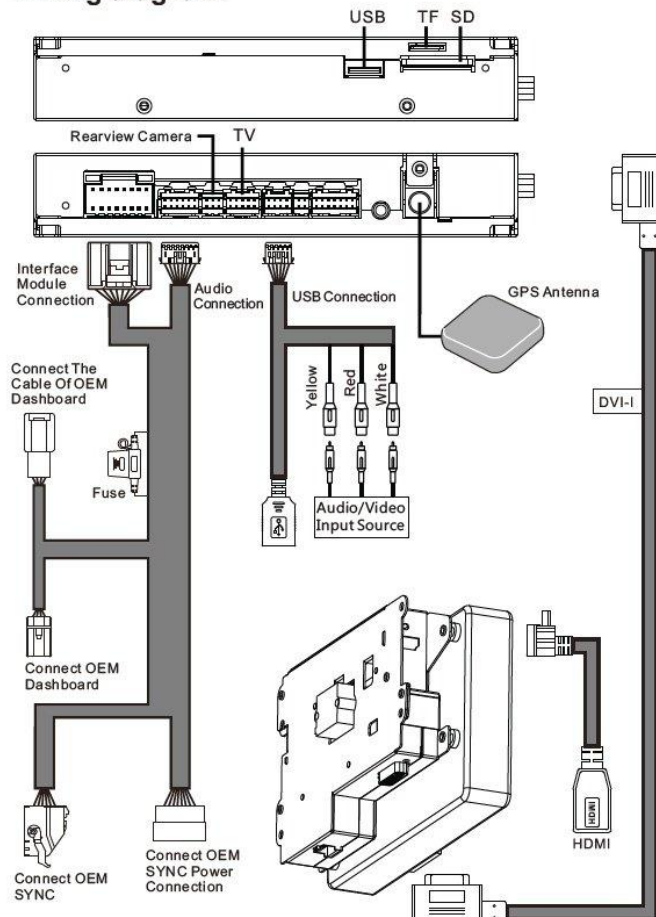 USB
TF SD
Rearview Camera
TV
Interface
Module
Connection
Audio
Connection
USB Connection
GPS Antenna
Connect The
Cable Of OEM
Dashboard
Yellow
Red
White
DVI-I
Fuse
Audio/Video
Input Source
Connect OEM
Dashboard
HDMI
HDMI
Connect OEM
SYNC
Connect OEM
SYNC Power
Connection